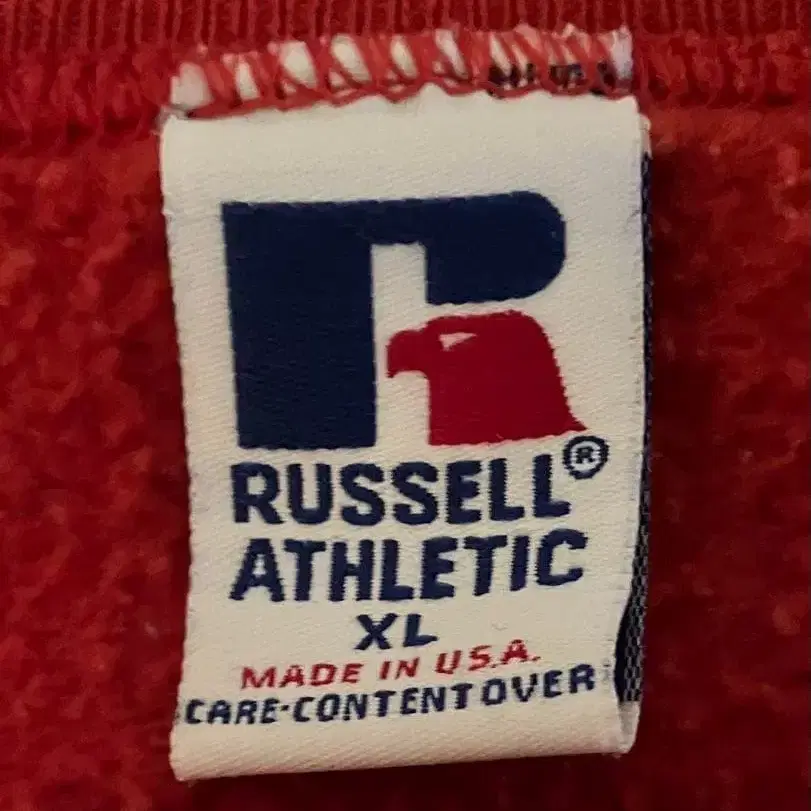 RUSSELL®
ATHLETIC
XL
MADE IN U.S.A.
CARE-CONTENT OVER